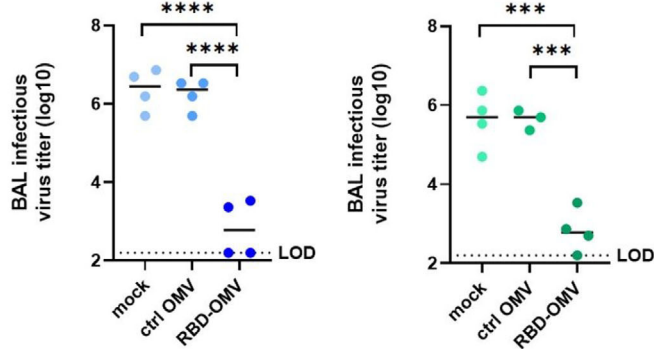 ****
****
8
6
4
2
BAL infectious
virus titer (log10)
LOD
mock
ctrl OMV
RBD-OMV
***
***
8
6
4
2
BAL infectious
virus titer (log10)
LOD
mock
ctrl OMV
RBD-OMV